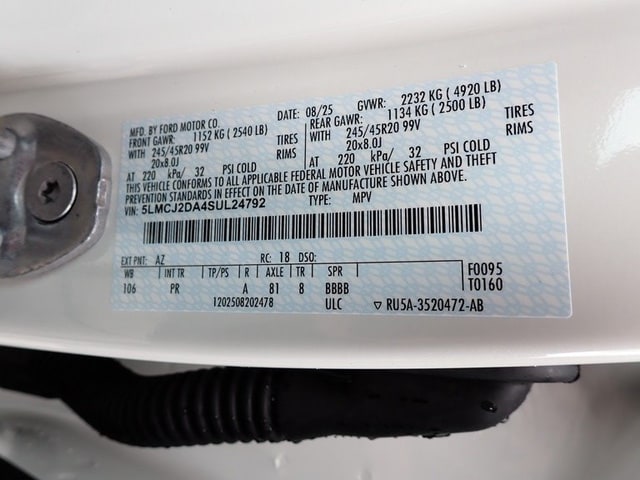 MFD. BY FORD MOTOR CO. DATE: 08/25 GVWR: 2232 KG ( 4920 LB)
FRONT GAWR: 1152 KG ( 2540 LB) REAR GAWR: 1134 KG ( 2500 LB)
WITH 245/45R20 99V TIRES WITH 245/45R20 99V TIRES
20x8.0J RIMS 20x8.0J RIMS
AT 220 kPa/ 32 PSI COLD AT 220 kPa/ 32 PSI COLD
THIS VEHICLE CONFORMS TO ALL APPLICABLE FEDERAL MOTOR VEHICLE SAFETY AND THEFT
PREVENTION STANDARDS IN EFFECT ON THE DATE OF MANUFACTURE SHOWN ABOVE.
VIN: 5LMCJ2DA4SUL24792 TYPE: MPV
EXT PNT: AZ RC: 18 DSO:
WB INT TR TP/PS R AXLE TR SPR F0095
106 PR A 81 8 BBBB T0160
1202508202478 ULC ▽ RU5A-3520472-AB